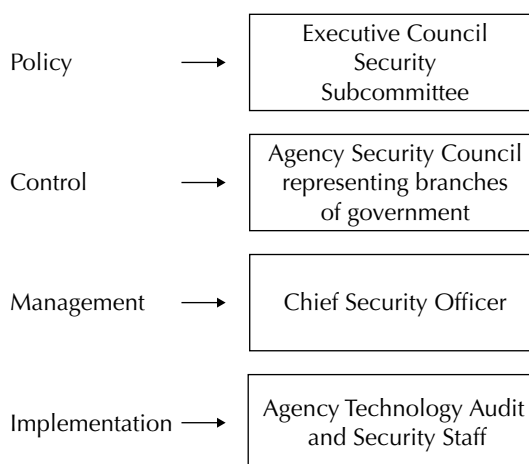 Policy
Executive Council
Security
Subcommittee
Control
Agency Security Council
representing branches
of government
Management
Chief Security Officer
Implementation
Agency Technology Audit
and Security Staff